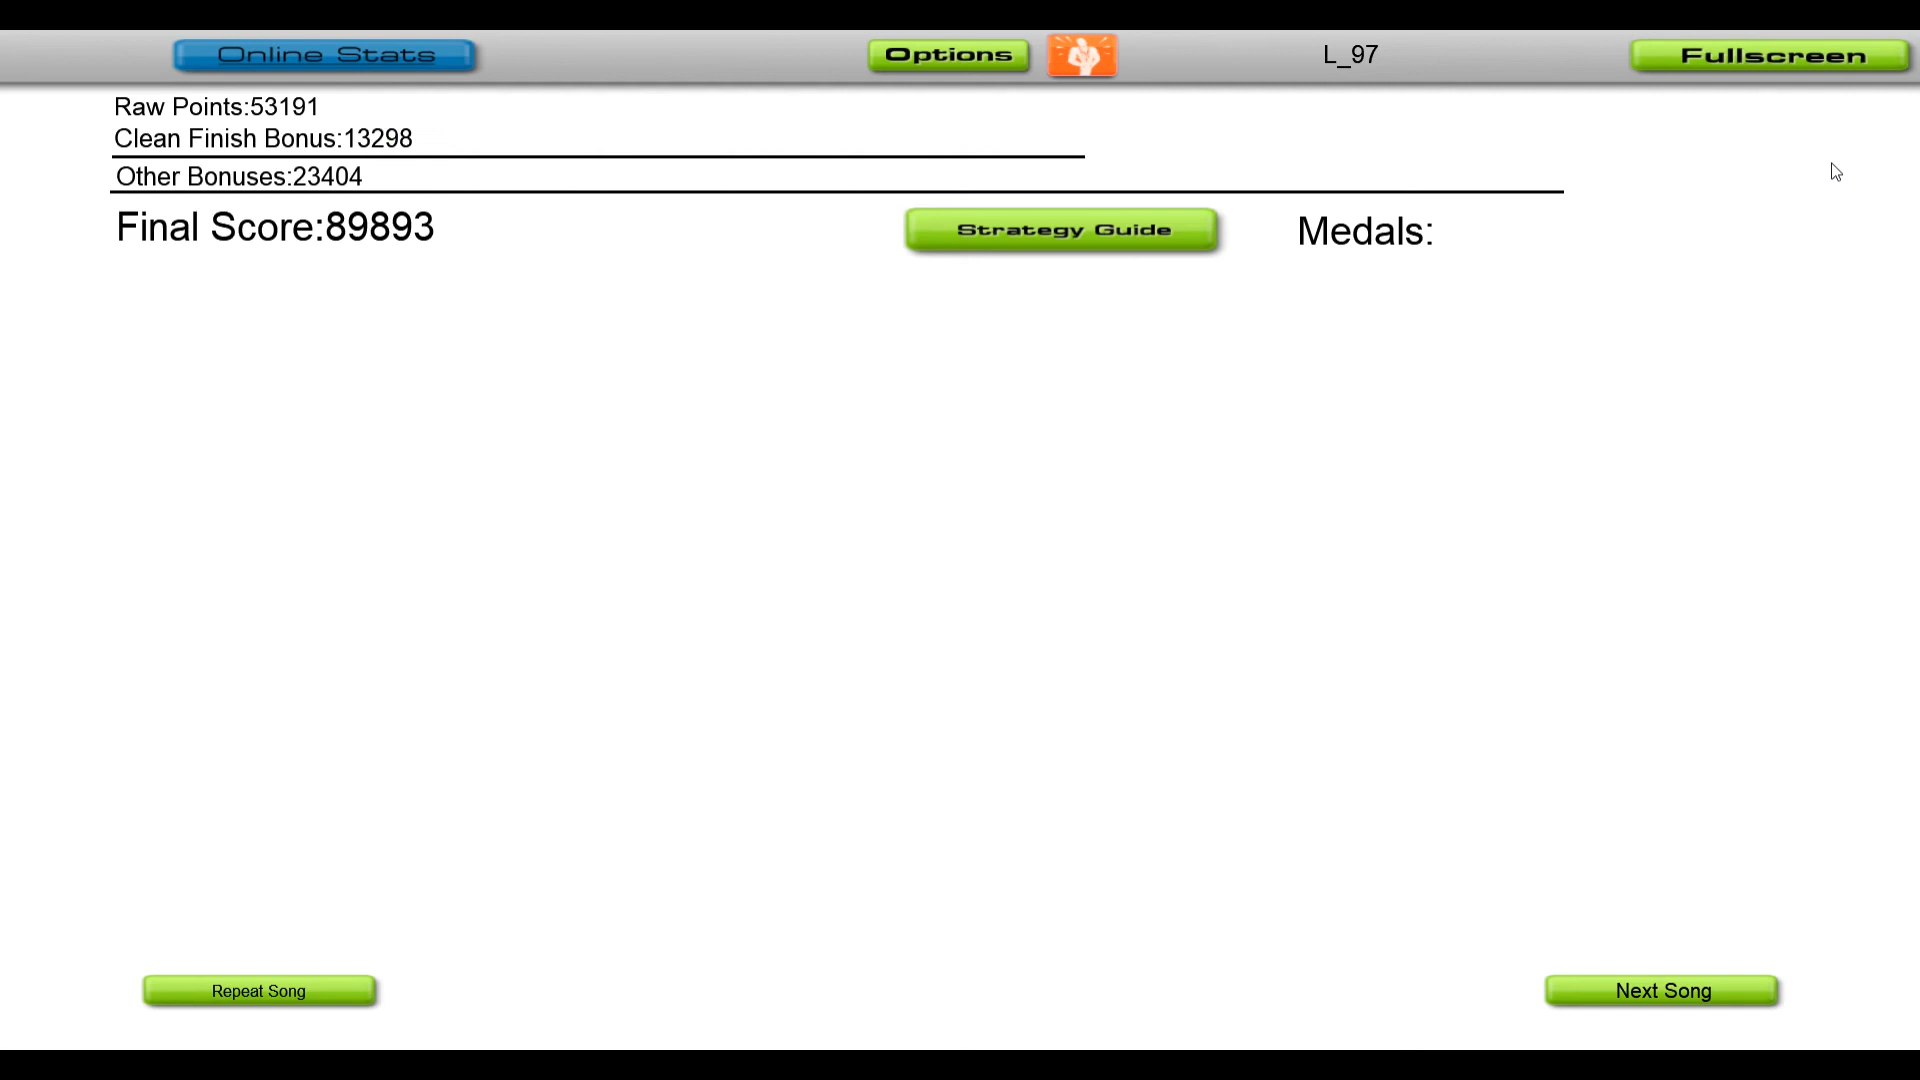 Online Stats
Options
L_97
Fullscreen
Raw Points:53191
Clean Finish Bonus:13298
Other Bonuses:23404
Final Score:89893
Strategy Guide
Medals:
Repeat Song
Next Song